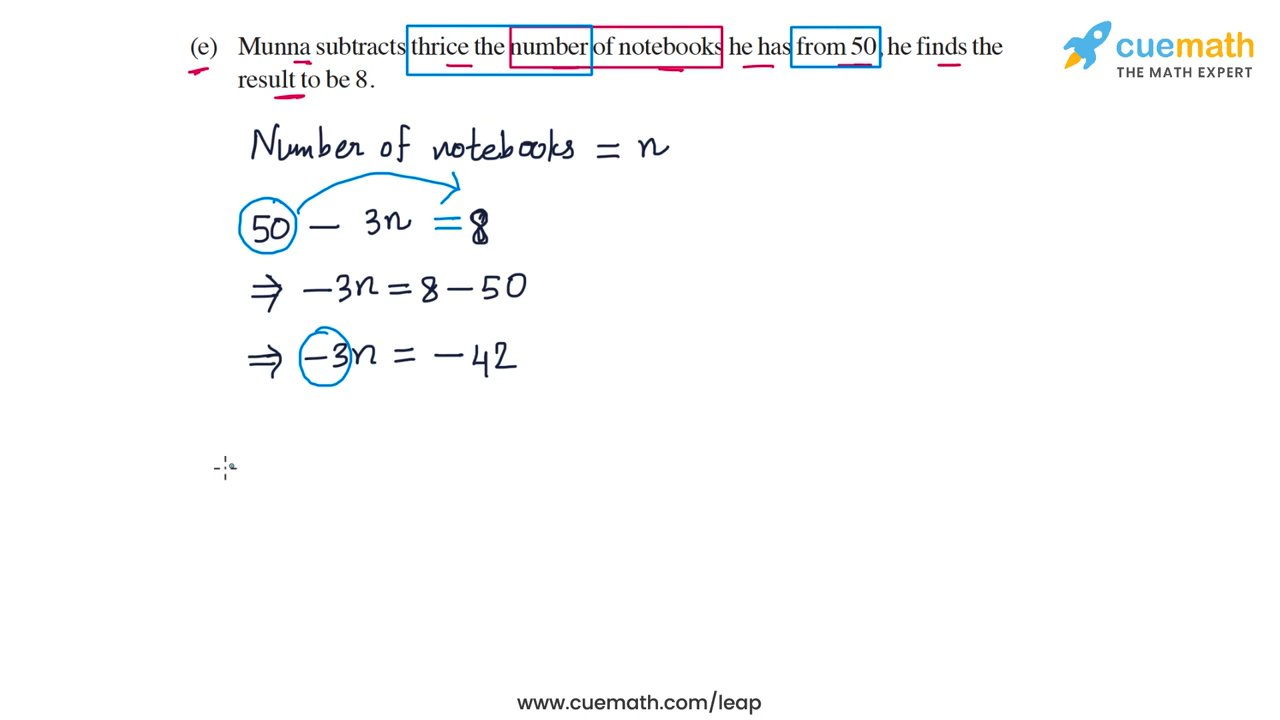 (e) Munna subtracts thrice the number of notebooks he has from 50, he finds the
result to be 8.
cuemath
THE MATH EXPERT
Number of notebooks = n
50 − 3n = 8
⇒ −3n = 8 − 50
⇒ −3n = −42
www.cuemath.com/leap